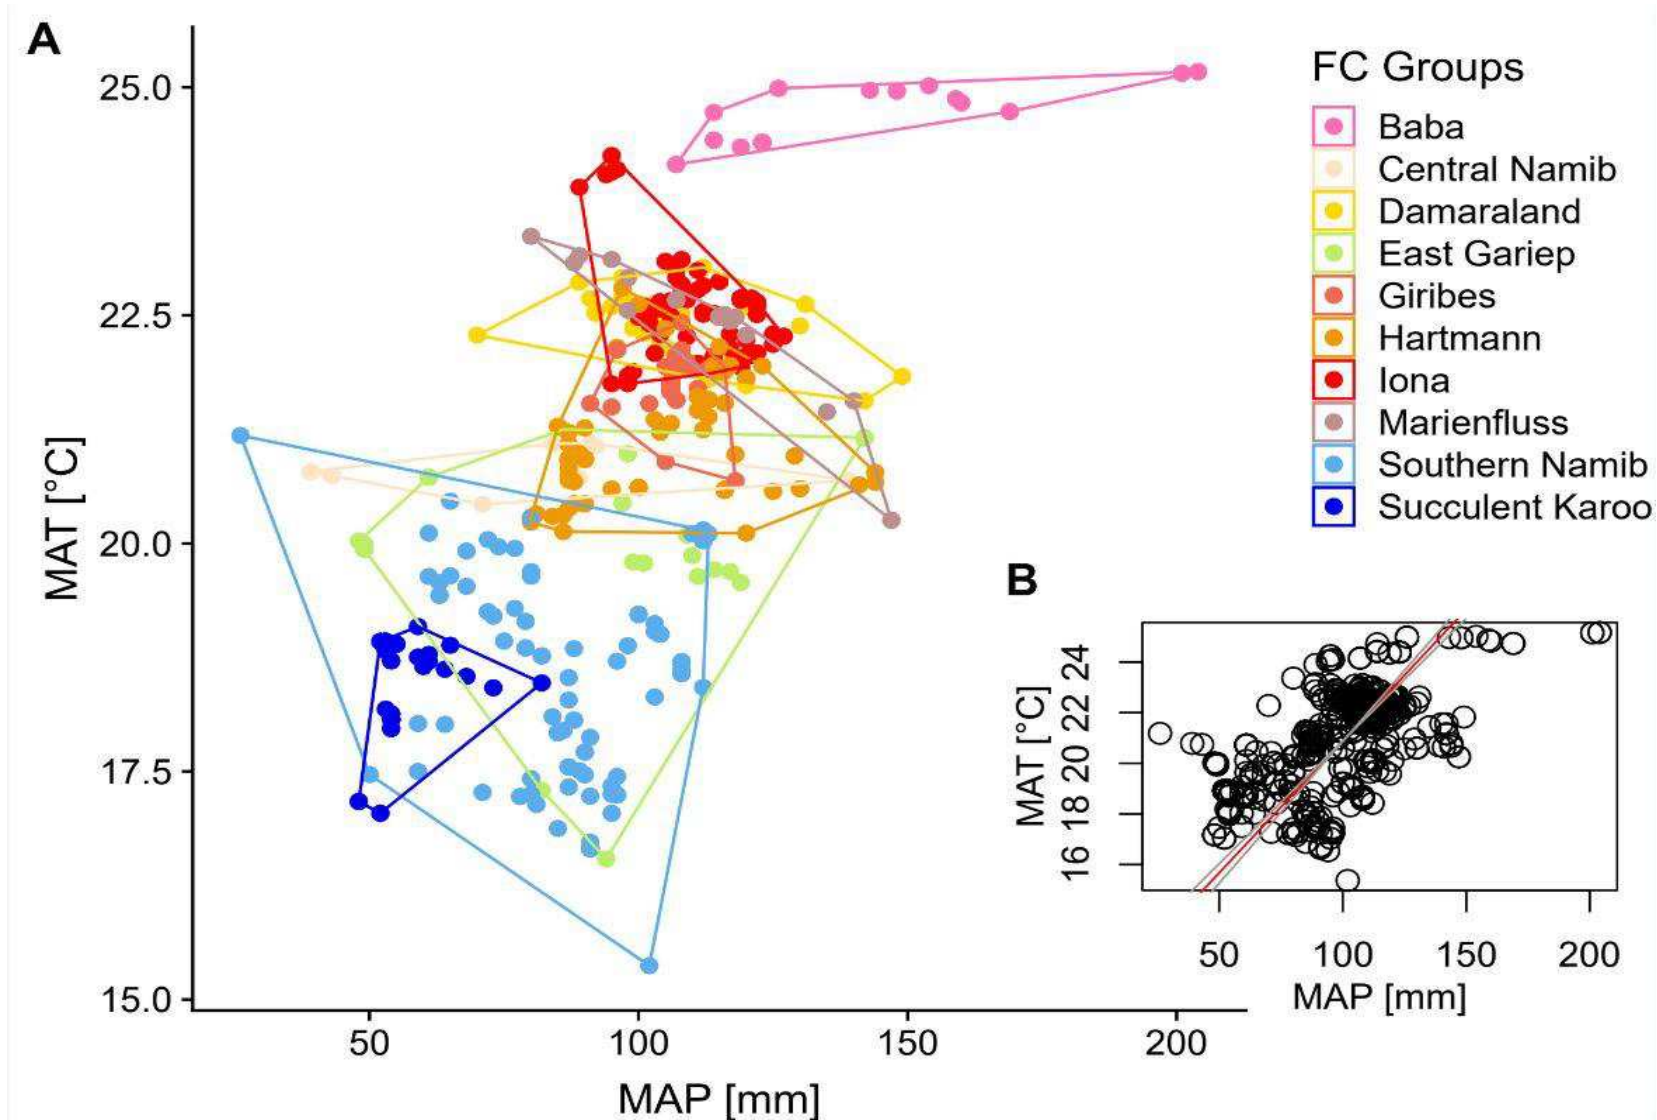 A
25.0
22.5
20.0
17.5
15.0
MAT [°C]
50
100
150
200
MAP [mm]
FC Groups
Baba
Central Namib
Damaraland
East Gariep
Giribes
Hartmann
Iona
Marienfluss
Southern Namib
Succulent Karoo
B
MAT [°C]
16 18 20 22 24
50
100
150
200
MAP [mm]